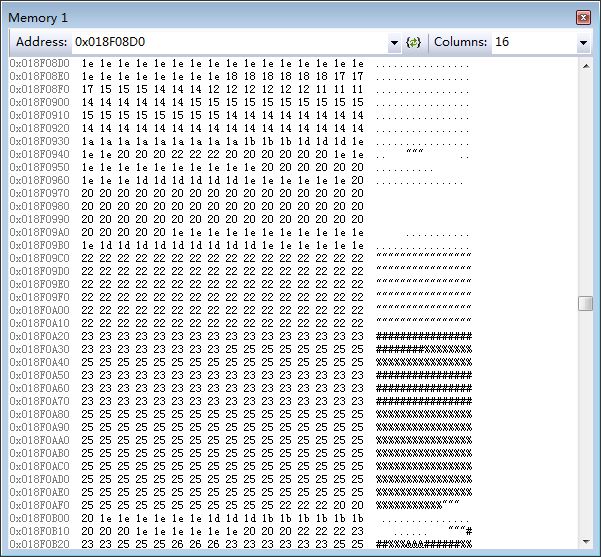 Memory 1
Address: 0x018F08D0 Columns: 16
0x018F08D0 1e 1e 1e 1e 1e 1e 1e 1e 1e 1e 1e 1e 1e 1e 1e 1e ................
0x018F08E0 1e 1e 1e 1e 1e 1e 1e 1e 18 18 18 18 18 18 17 17 ................
0x018F08F0 17 15 15 15 14 14 14 12 12 12 12 12 12 11 11 11 ................
0x018F0900 14 14 14 14 14 15 15 15 15 15 15 15 15 15 15 15 ................
0x018F0910 15 15 15 15 15 15 14 14 14 14 14 14 14 14 14 14 ................
0x018F0920 14 14 14 14 14 14 14 14 14 14 14 14 14 14 14 14 ................
0x018F0930 1a 1a 1a 1a 1a 1a 1a 1a 1a 1b 1b 1b 1d 1d 1d 1e ................
0x018F0940 1e 1e 20 20 20 22 22 22 20 20 20 20 20 20 1e 1e ..   """      ..
0x018F0950 1e 1e 1e 1e 1e 1e 1e 1e 1e 1e 20 20 20 20 20 20 ..........
0x018F0960 1e 1e 1e 1d 1d 1d 1d 1d 1d 1e 1e 1e 1e 1e 1e 20 ...............
0x018F0970 20 20 20 20 20 20 20 20 20 20 20 20 20 20 20 20
0x018F0980 20 20 20 20 20 20 20 20 20 20 20 20 20 20 20 20
0x018F0990 20 20 20 20 20 20 20 20 20 20 20 20 20 20 20 20
0x018F09A0 20 20 20 20 20 1e 1e 1e 1e 1e 1e 1e 1e 1e 1e 1e      ...........
0x018F09B0 1e 1d 1d 1d 1d 1d 1d 1d 1d 1d 1e 1e 1e 1e 1e 1e ................
0x018F09C0 22 22 22 22 22 22 22 22 22 22 22 22 22 22 22 22 """"""""""""""""
0x018F09D0 22 22 22 22 22 22 22 22 22 22 22 22 22 22 22 22 """"""""""""""""
0x018F09E0 22 22 22 22 22 22 22 22 22 22 22 22 22 22 22 22 """"""""""""""""
0x018F09F0 22 22 22 22 22 22 22 22 22 22 22 22 22 22 22 22 """"""""""""""""
0x018F0A00 22 22 22 22 22 22 22 22 22 22 22 22 22 22 22 22 """"""""""""""""
0x018F0A10 22 22 22 22 22 22 22 22 22 22 22 22 22 22 22 22 """"""""""""""""
0x018F0A20 23 23 23 23 23 23 23 23 23 23 23 23 23 23 23 23 ################
0x018F0A30 23 23 23 23 23 23 23 23 25 25 25 25 25 25 25 25 ########%%%%%%%%
0x018F0A40 25 25 25 25 25 25 25 25 25 25 25 25 25 25 25 25 %%%%%%%%%%%%%%%%
0x018F0A50 23 23 23 23 23 23 23 23 23 23 23 23 23 23 23 23 ################
0x018F0A60 23 23 23 23 23 23 23 23 23 23 23 23 23 23 23 23 ################
0x018F0A70 23 23 23 23 23 23 23 23 23 23 23 23 23 23 23 23 ################
0x018F0A80 25 25 25 25 25 25 25 25 25 25 25 25 25 25 25 25 %%%%%%%%%%%%%%%%
0x018F0A90 25 25 25 25 25 25 25 25 25 25 25 25 25 25 25 25 %%%%%%%%%%%%%%%%
0x018F0AA0 25 25 25 25 25 25 25 25 25 25 25 25 25 25 25 25 %%%%%%%%%%%%%%%%
0x018F0AB0 25 25 25 25 25 25 25 25 25 25 25 25 25 25 25 25 %%%%%%%%%%%%%%%%
0x018F0AC0 25 25 25 25 25 25 25 25 25 25 25 25 25 25 25 25 %%%%%%%%%%%%%%%%
0x018F0AD0 25 25 25 25 25 25 25 25 25 25 25 25 25 25 25 25 %%%%%%%%%%%%%%%%
0x018F0AE0 25 25 25 25 25 25 25 25 25 25 25 25 25 25 25 25 %%%%%%%%%%%%%%%%
0x018F0AF0 25 25 25 25 25 25 25 25 25 25 25 22 22 22 20 20 %%%%%%%%%%%"""
0x018F0B00 20 1e 1e 1e 1e 1e 1e 1d 1d 1d 1b 1b 1b 1b 1b 1b  ...............
0x018F0B10 20 20 20 1e 1e 1e 1e 1e 1e 20 20 20 22 22 22 23    ......   """#
0x018F0B20 23 23 25 25 25 26 26 26 23 23 23 23 23 23 25 25 ##%%%&&&######%%